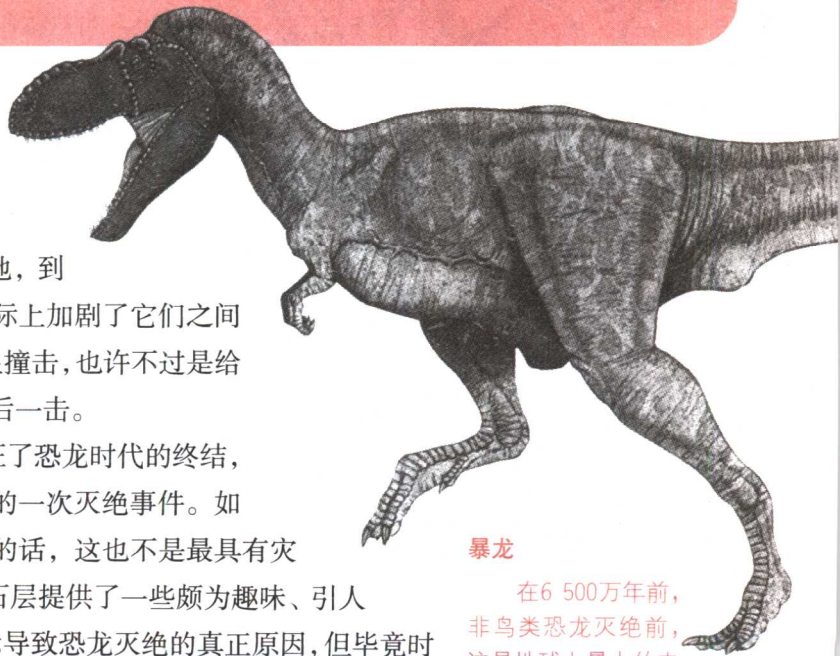 也，到
际上加剧了它们之间
撞击，也许不过是给
后一击。
了恐龙时代的终结，
的一次灭绝事件。如
的话，这也不是最具有灾
石层提供了一些颇为趣味、引人
导致恐龙灭绝的真正原因，但毕竟时
暴龙
在6 500万年前，
非鸟类恐龙灭绝前，